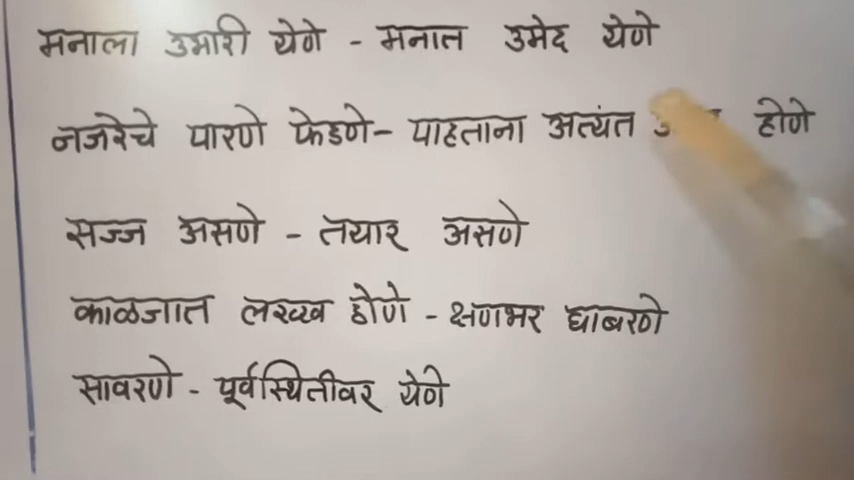 मनाला उभारी येणे - मनात उमेद येणे
नजरेचे पारणे फेडणे- पाहताना अत्यंत होणे
सज्ज असणे - तयार असणे
काळजात लख्ख होणे - क्षणभर घाबरणे
सावरणे - पूर्वस्थितीवर येणे